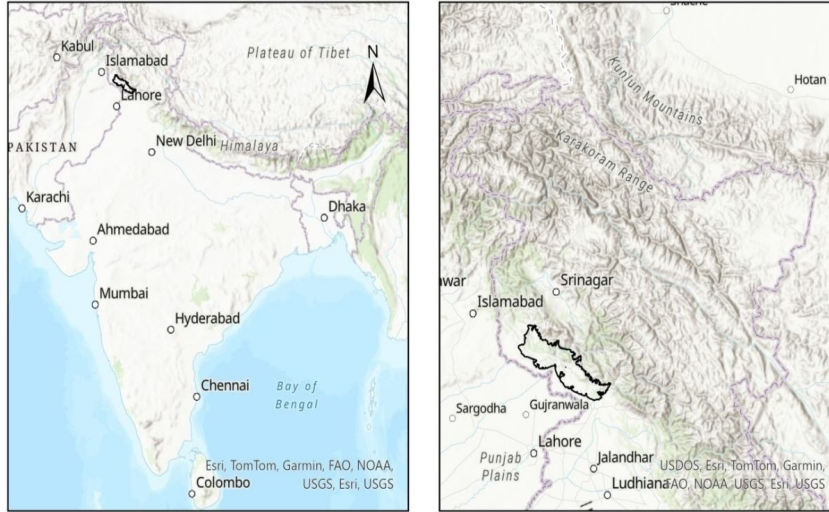 Kabul
Islamabad
Plateau of Tibet
N
Lahore
New Delhi
Himalaya
PAKISTAN
Karachi
Dhaka
Ahmedabad
Mumbai
Hyderabad
Chennai
Bay of
Bengal
Esri, TomTom, Garmin, FAO, NOAA,
USGS, Esri, USGS
Colombo
Hotan
Kunlun Mountains
Karakoram Range
war
Srinagar
Islamabad
Sargodha
Gujranwala
Lahore
Punjab
Plains
Jalandhar
USDOS, Esri, TomTom, Garmin,
Ludhiana
FAO, NOAA, USGS, Esri, USGS